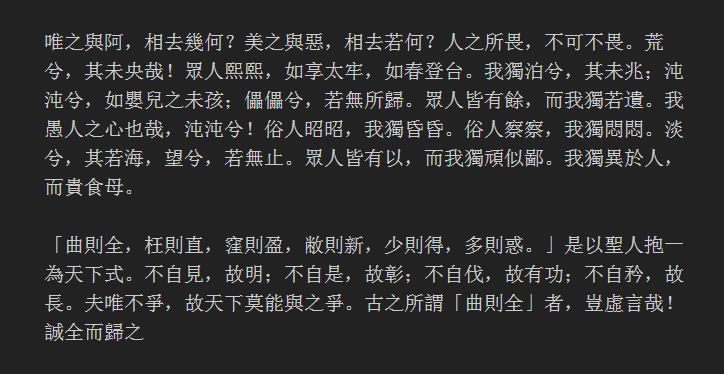 唯之與阿，相去幾何？美之與惡，相去若何？人之所畏，不可不畏。荒
兮，其未央哉！眾人熙熙，如享太牢，如春登台。我獨泊兮，其未兆；沌
沌兮，如嬰兒之未孩；儡儡兮，若無所歸。眾人皆有餘，而我獨若遺。我
愚人之心也哉，沌沌兮！俗人昭昭，我獨昏昏。俗人察察，我獨悶悶。淡
兮，其若海，望兮，若無止。眾人皆有以，而我獨頑似鄙。我獨異於人，
而貴食母。
「曲則全，枉則直，窪則盈，敝則新，少則得，多則惑。」是以聖人抱一
為天下式。不自見，故明；不自是，故彰；不自伐，故有功；不自矜，故
長。夫唯不爭，故天下莫能與之爭。古之所謂「曲則全」者，豈虛言哉！
誠全而歸之